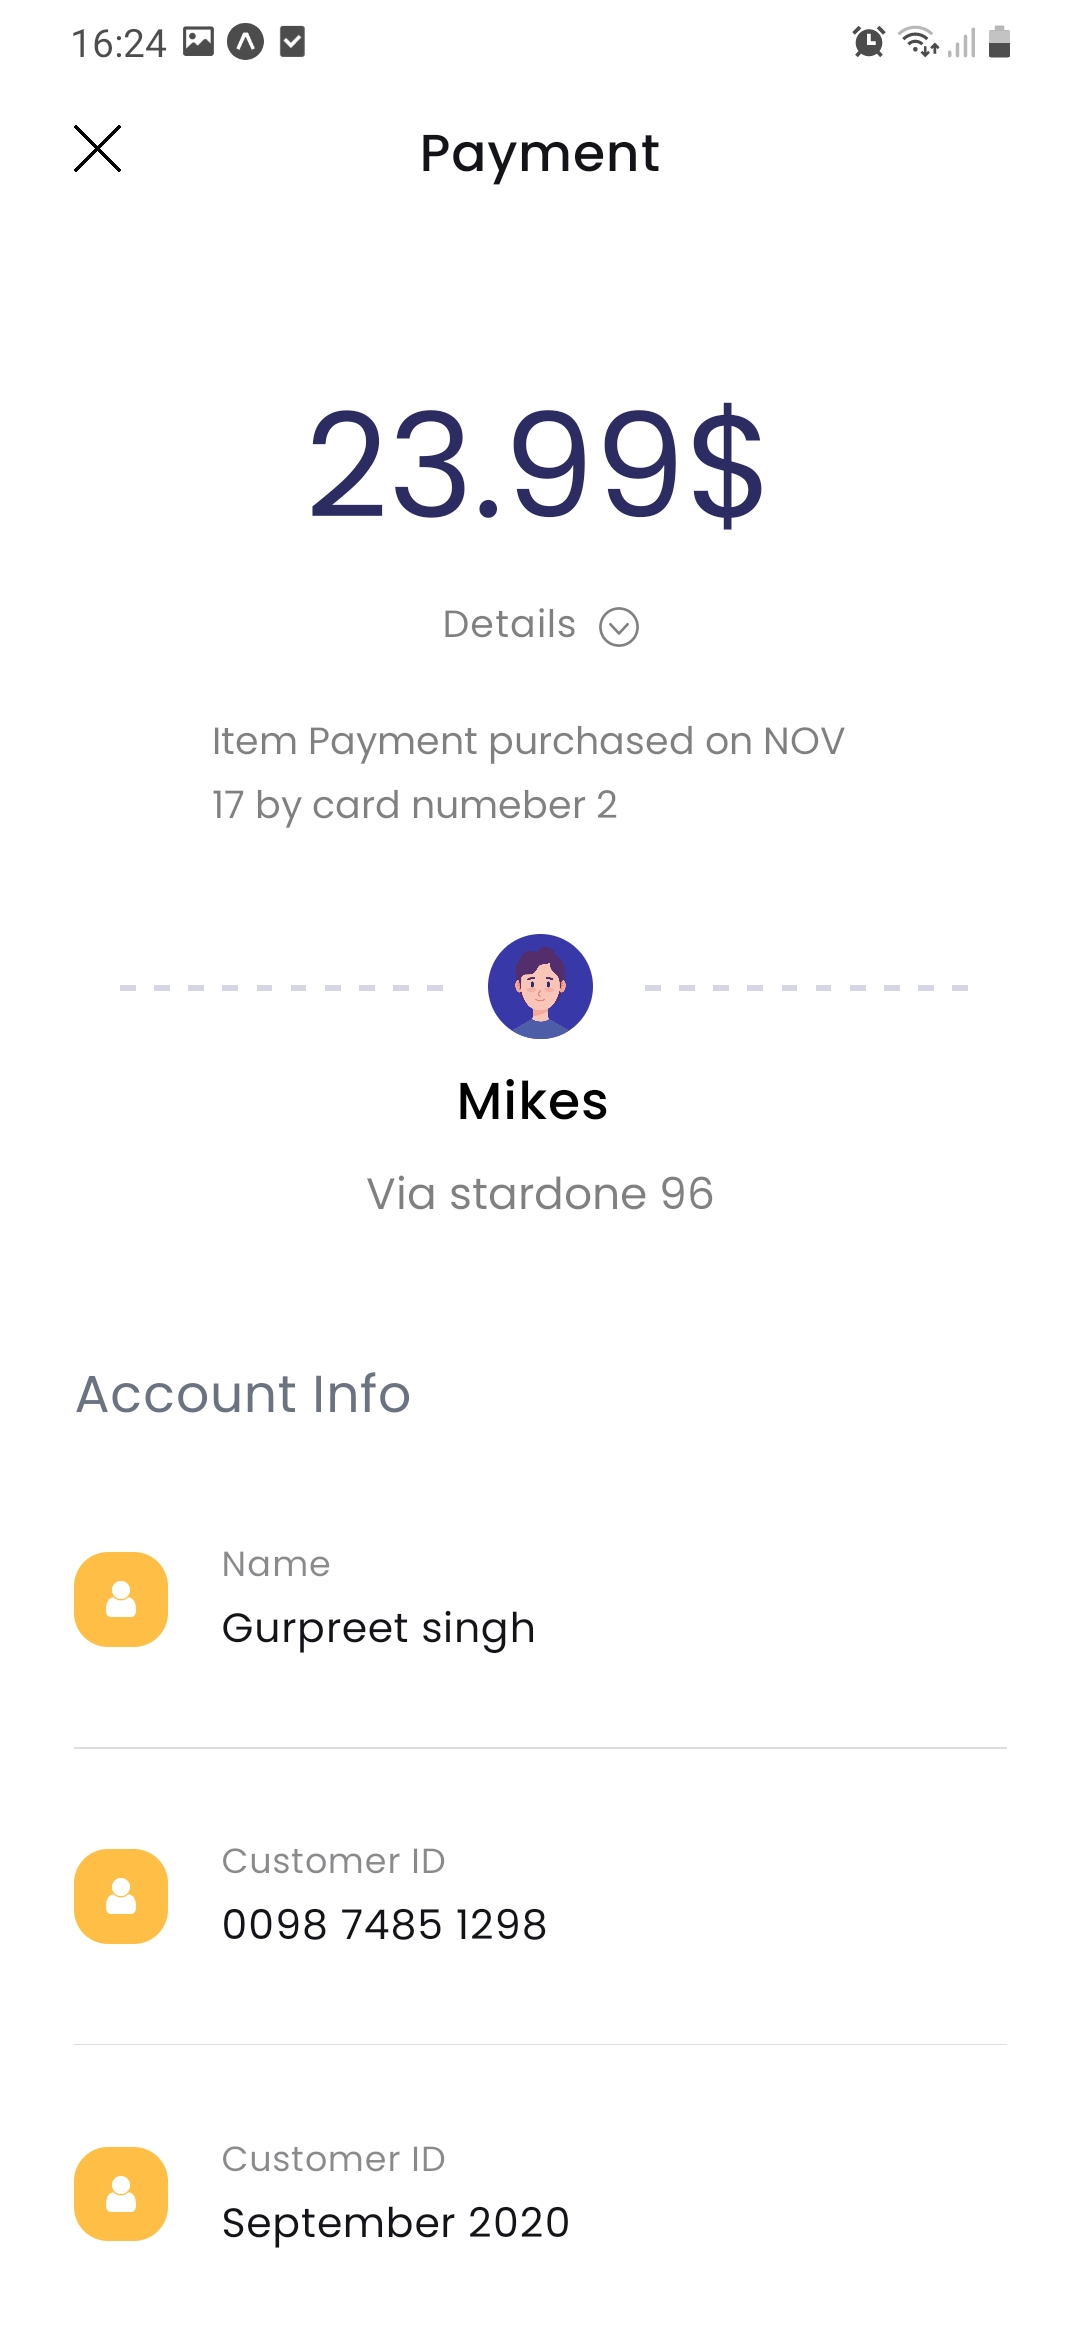 16:24
Payment
23.99$
Details
Item Payment purchased on NOV
17 by card numeber 2
Mikes
Via stardone 96
Account Info
Name
Gurpreet singh
Customer ID
0098 7485 1298
Customer ID
September 2020